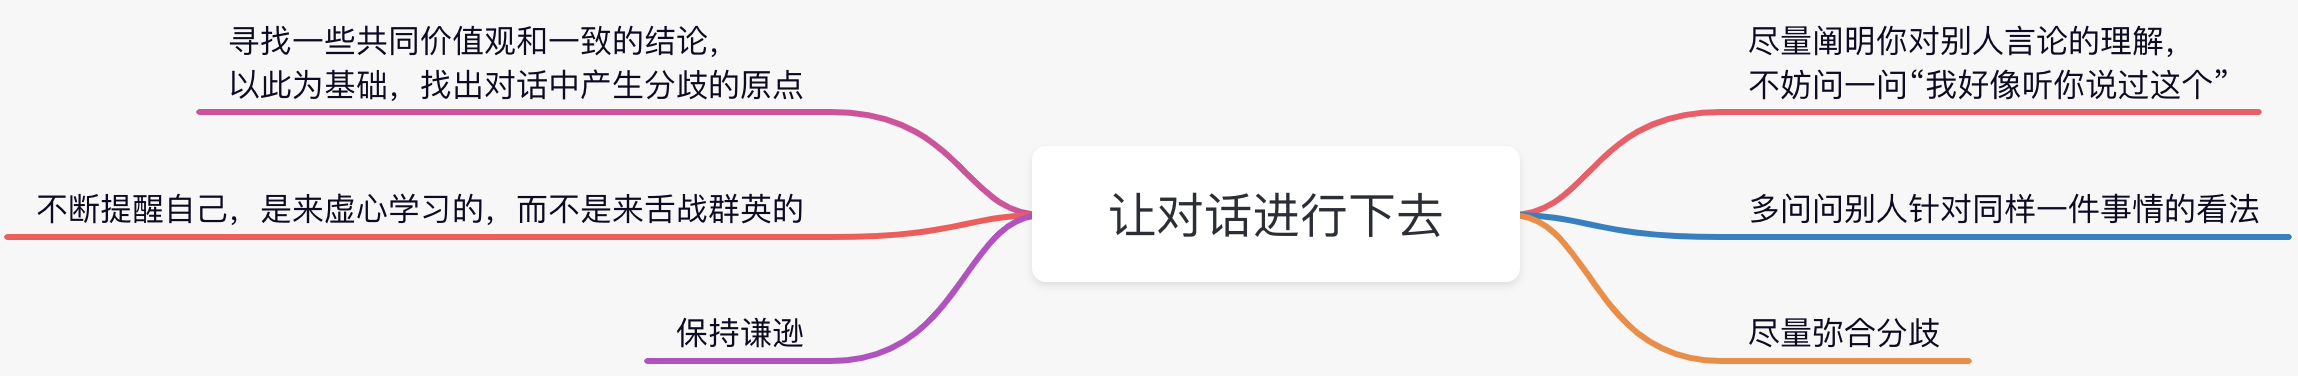 寻找一些共同价值观和一致的结论，
以此为基础，找出对话中产生分歧的原点
不断提醒自己，是来虚心学习的，而不是来舌战群英的
保持谦逊
让对话进行下去
尽量阐明你对别人言论的理解，
不妨问一问“我好像听你说过这个”
多问问别人针对同样一件事情的看法
尽量弥合分歧